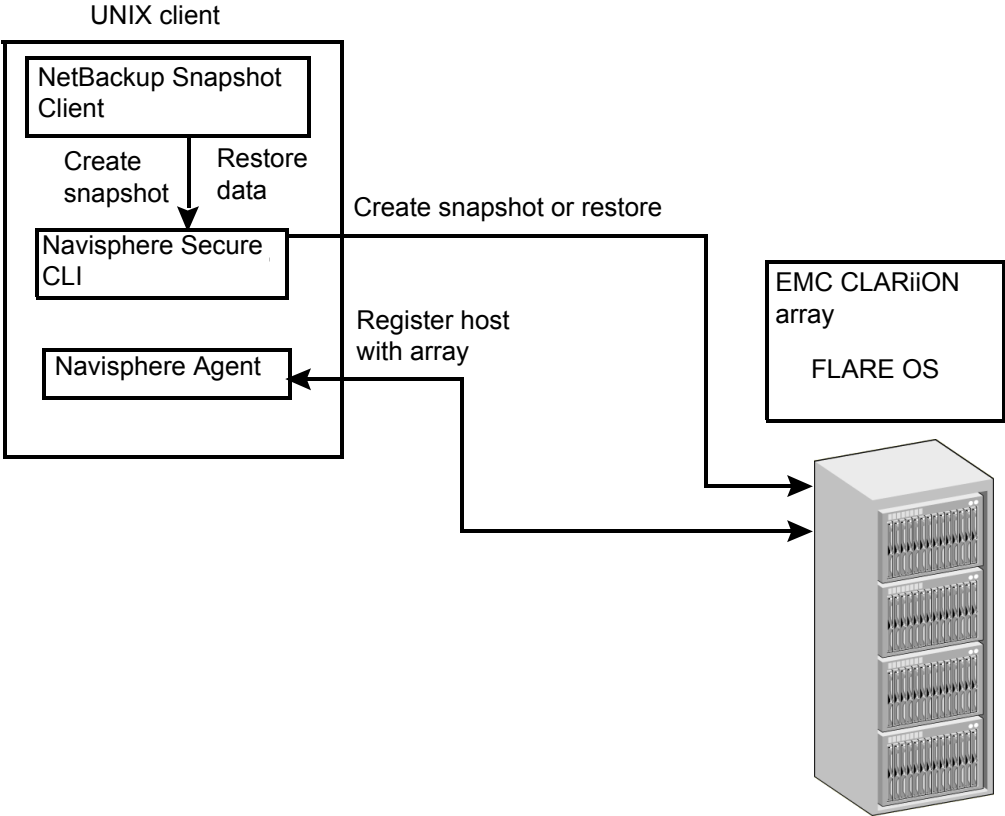 UNIX client
NetBackup Snapshot
Client
Create
snapshot
Restore
data
Navisphere Secure
CLI
Create snapshot or restore
Register host
with array
Navisphere Agent
EMC CLARiiON
array
FLARE OS